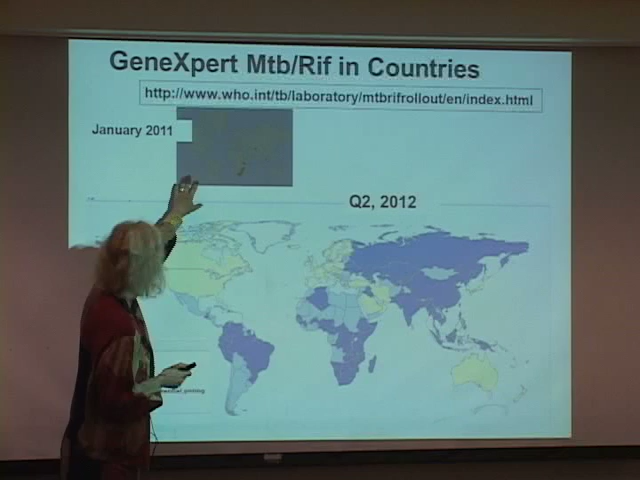 GeneXpert Mtb/Rif in Countries
http://www.who.int/tb/laboratory/mtbrifrollout/en/index.html
January 2011
Q2, 2012
pricing